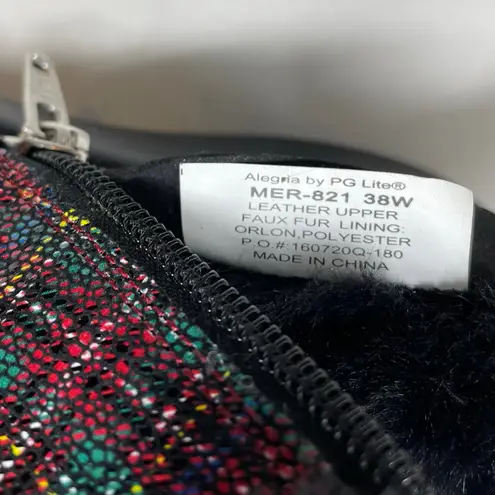 Alegria by PG Lite®
MER-821 38W
LEATHER UPPER
FAUX FUR LINING:
ORLON,POLYESTER
P.O.#:160720Q-180
MADE IN CHINA